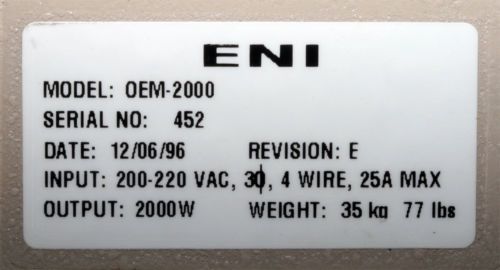 ENI
MODEL: OEM-2000
SERIAL NO: 452
DATE: 12/06/96 REVISION: E
INPUT: 200-220 VAC, 3Ø, 4 WIRE, 25A MAX
OUTPUT: 2000W WEIGHT: 35 kg 77 lbs